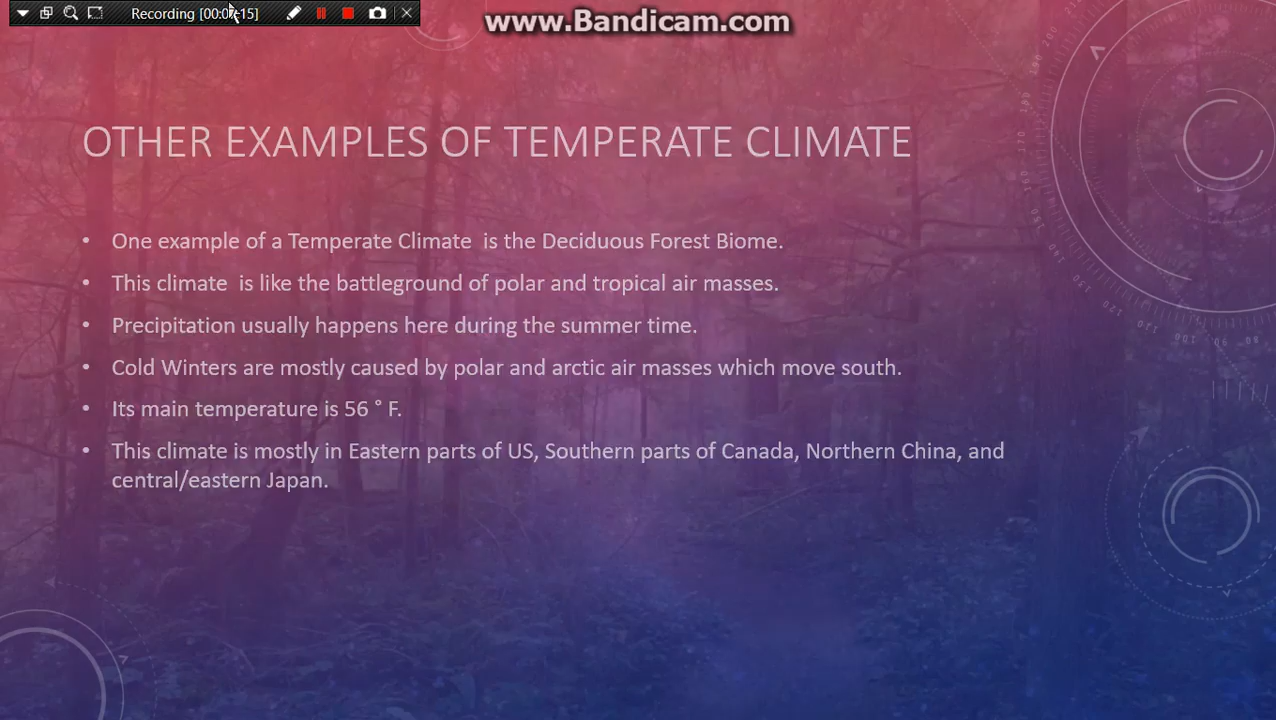 Recording
www.Bandicam.com
OTHER EXAMPLES OF TEMPERATE CLIMATE
• One example of a Temperate Climate  is the Deciduous Forest Biome.
• This climate  is like the battleground of polar and tropical air masses.
• Precipitation usually happens here during the summer time.
• Cold Winters are mostly caused by polar and arctic air masses which move south.
• Its main temperature is 56 ° F.
• This climate is mostly in Eastern parts of US, Southern parts of Canada, Northern China, and
central/eastern Japan.